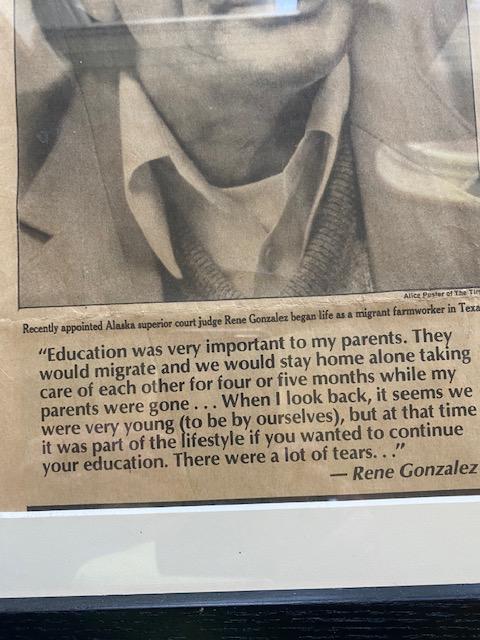 Alice Puster of The Tim
Recently appointed Alaska superior court judge Rene Gonzalez began life as a migrant farmworker in Texa
“Education was very important to my parents. They
would migrate and we would stay home alone taking
care of each other for four or five months while my
parents were gone . . . When I look back, it seems we
were very young (to be by ourselves), but at that time
it was part of the lifestyle if you wanted to continue
your education. There were a lot of tears. . .”
— Rene Gonzalez